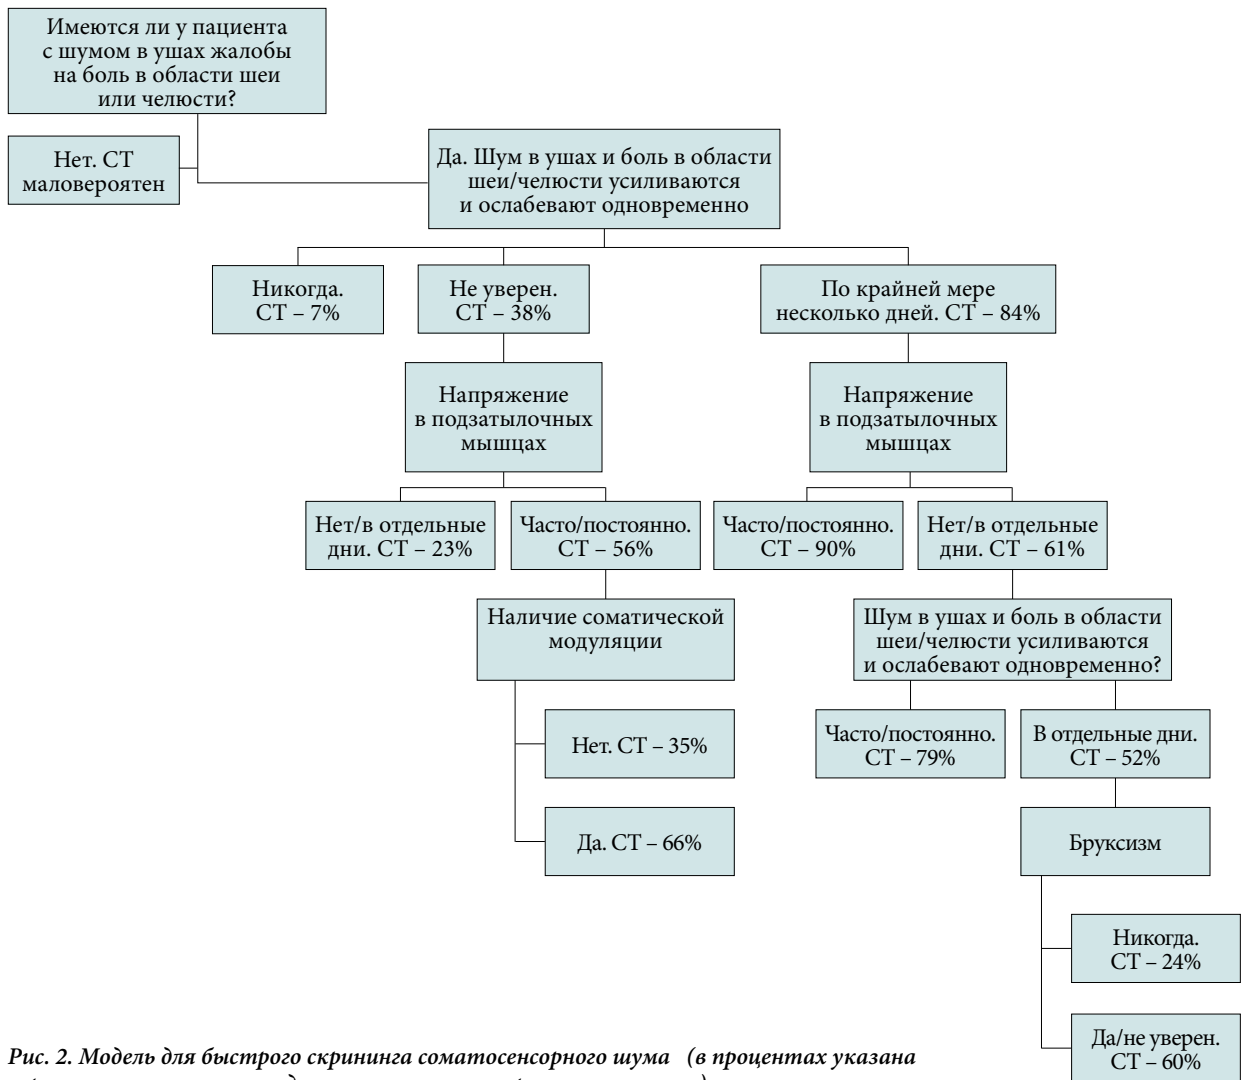 Имеются ли у пациента
с шумом в ушах жалобы
на боль в области шеи
или челюсти?
Нет. СТ
маловероятен
Да. Шум в ушах и боль в области
шеи/челюсти усиливаются
и ослабевают одновременно
Никогда.
СТ – 7%
Не уверен.
СТ – 38%
По крайней мере
несколько дней. СТ – 84%
Напряжение
в подзатылочных
мышцах
Напряжение
в подзатылочных
мышцах
Нет/в отдельные
дни. СТ – 23%
Часто/постоянно.
СТ – 56%
Часто/постоянно.
СТ – 90%
Нет/в отдельные
дни. СТ – 61%
Наличие соматической
модуляции
Шум в ушах и боль в области
шеи/челюсти усиливаются
и ослабевают одновременно?
Нет. СТ – 35%
Да. СТ – 66%
Часто/постоянно.
СТ – 79%
В отдельные дни.
СТ – 52%
Бруксизм
Никогда.
СТ – 24%
Да/не уверен.
СТ – 60%
Рис. 2. Модель для быстрого скрининга соматосенсорного шума (в процентах указана